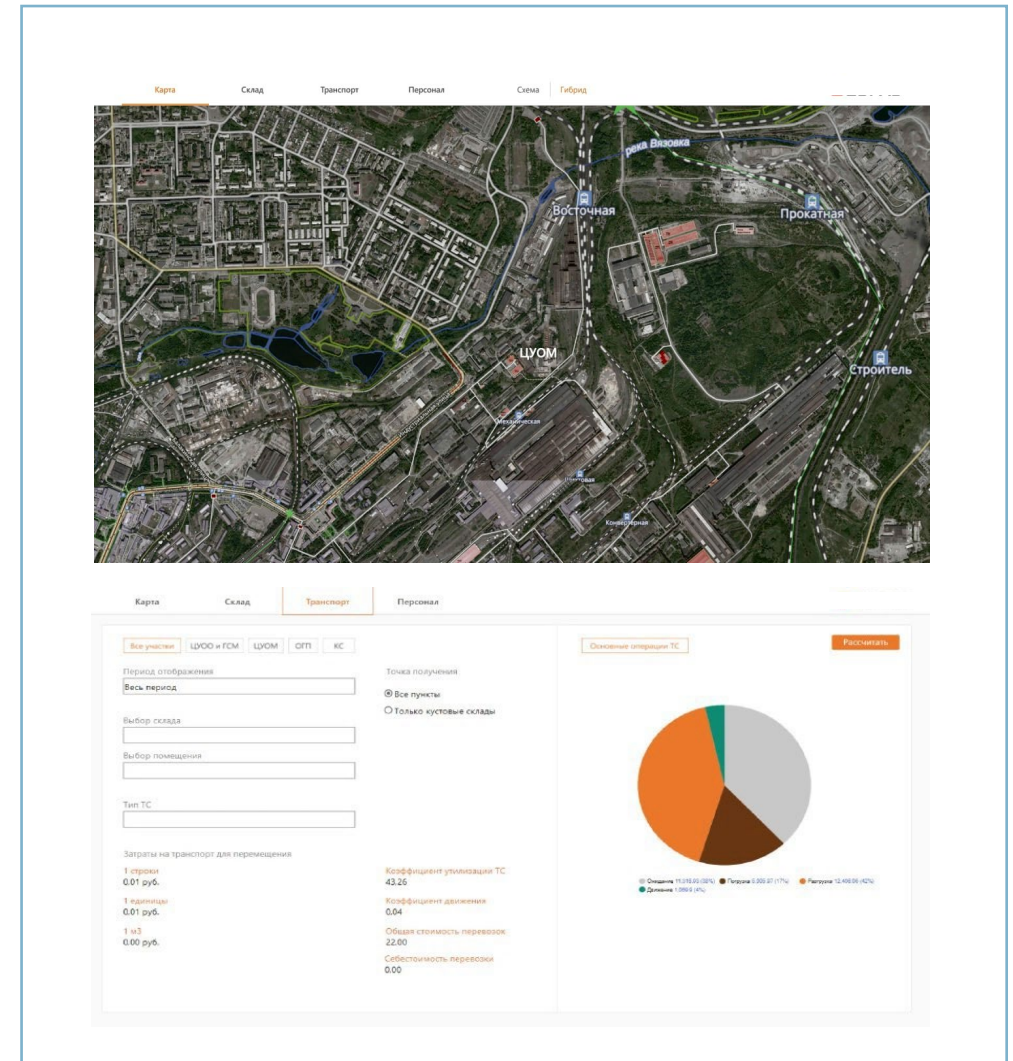 Карта Склад Транспорт Персонал Схема Гибрид
река Вязовка
Восточная
Прокатная
ЦУОМ
Строитель
Механическая
Конвертерная
Карта Склад Транспорт Персонал
Все участки ЦУОО и ГСМ ЦУОМ ОГП КС
Основные операции ТС
Рассчитать
Период отображения
Точка получения
Весь период
Все пункты
Только кустовые склады
Выбор склада
Выбор помещения
Тип ТС
Затраты на транспорт для перемещения
1 строки
Коэффициент утилизации ТС
0,01 руб.
43,26
1 единицы
Коэффициент движения
0,01 руб.
0,04
1 м3
Общая стоимость перевозок
0,00 руб.
22.00
Себестоимость перевозки
0,00
Ожидание (38%) Погрузка (17%) Разгрузка (42%)
Движение (4%)